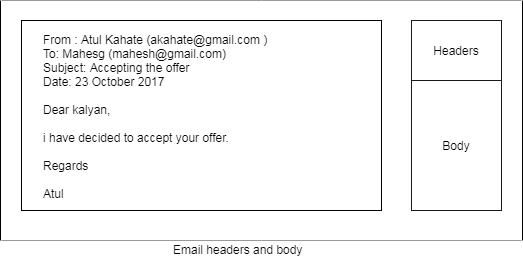 From : Atul Kahate (akahate@gmail.com )
To: Mahesg (mahesh@gmail.com)
Subject: Accepting the offer
Date: 23 October 2017
Dear kalyan,
i have decided to accept your offer.
Regards
Atul
Headers
Body
Email headers and body